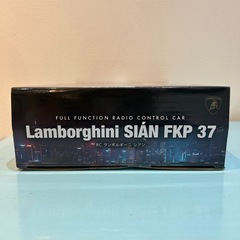 FULL FUNCTION RADIO CONTROL CAR
Lamborghini SIÁN FKP 37
RC ランボルギーニ シアン